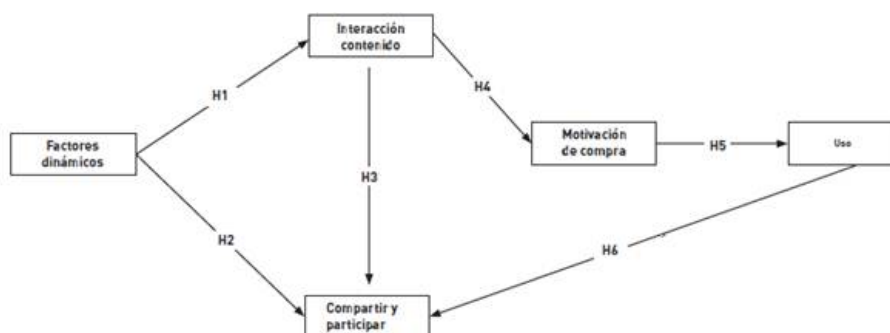 Interacción
contenido
H1
H4
Factores
dinámicos
Motivación
de compra
H5
Uso
H3
H2
H6
Compartir y
participar